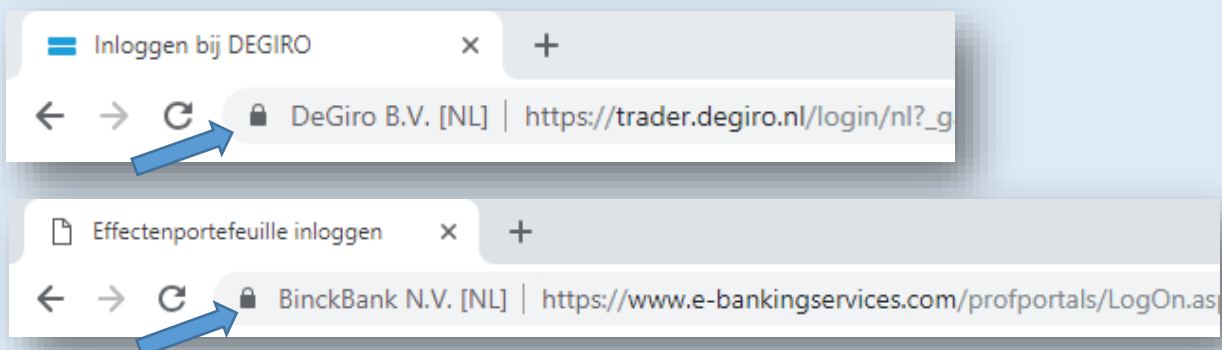 Inloggen bij DEGIRO
DeGiro B.V. [NL] | https://trader.degiro.nl/login/nl?_g
Effectenportefeuille inloggen
BinckBank N.V. [NL] | https://www.e-bankingservices.com/profportals/LogOn.as